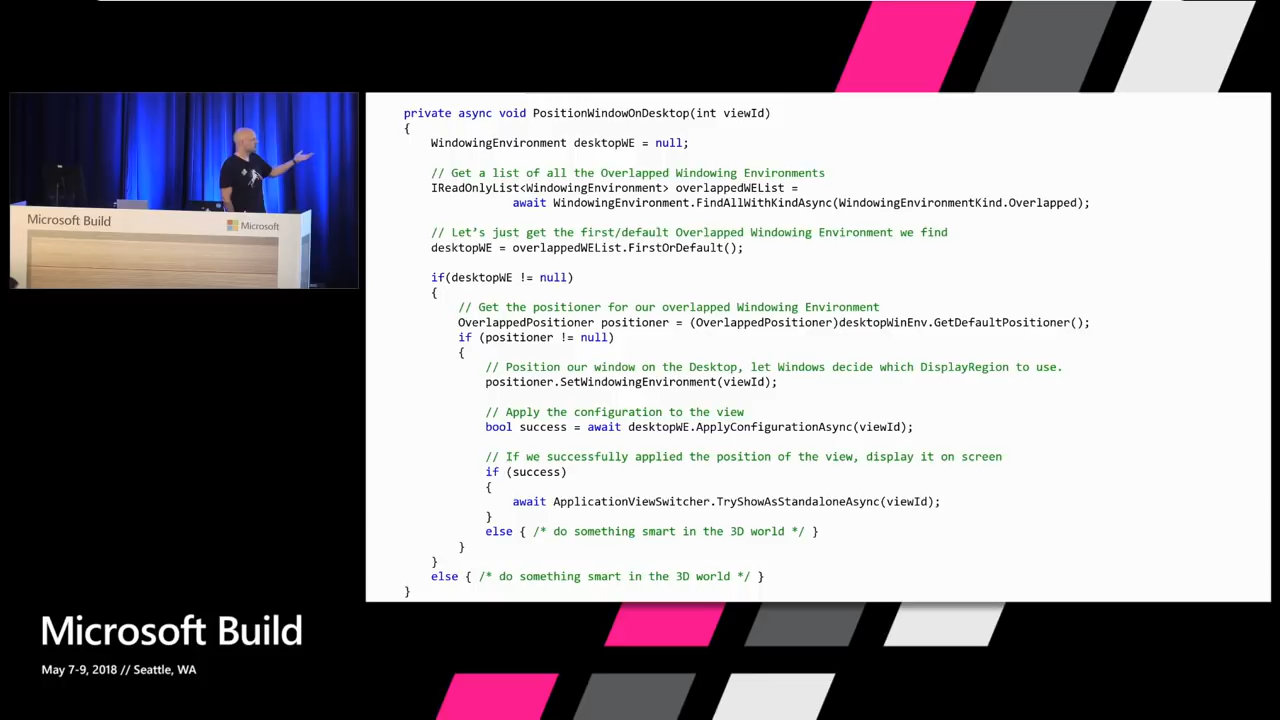 private async void PositionWindowOnDesktop(int viewId)
{
WindowingEnvironment desktopWE = null;
// Get a list of all the Overlapped Windowing Environments
IReadOnlyList<WindowingEnvironment> overlappedWEList =
await WindowingEnvironment.FindAllWithKindAsync(WindowingEnvironmentKind.Overlapped);
// Let’s just get the first/default Overlapped Windowing Environment we find
desktopWE = overlappedWEList.FirstOrDefault();
if(desktopWE != null)
{
// Get the positioner for our overlapped Windowing Environment
OverlappedPositioner positioner = (OverlappedPositioner)desktopWinEnv.GetDefaultPositioner();
if (positioner != null)
{
// Position our window on the Desktop, let Windows decide which DisplayRegion to use.
positioner.SetWindowingEnvironment(viewId);
// Apply the configuration to the view
bool success = await desktopWE.ApplyConfigurationAsync(viewId);
// If we successfully applied the position of the view, display it on screen
if (success)
{
await ApplicationViewSwitcher.TryShowAsStandaloneAsync(viewId);
}
else { /* do something smart in the 3D world */ }
}
}
else { /* do something smart in the 3D world */ }
}
Microsoft Build
Microsoft
Microsoft Build
May 7-9, 2018 // Seattle, WA